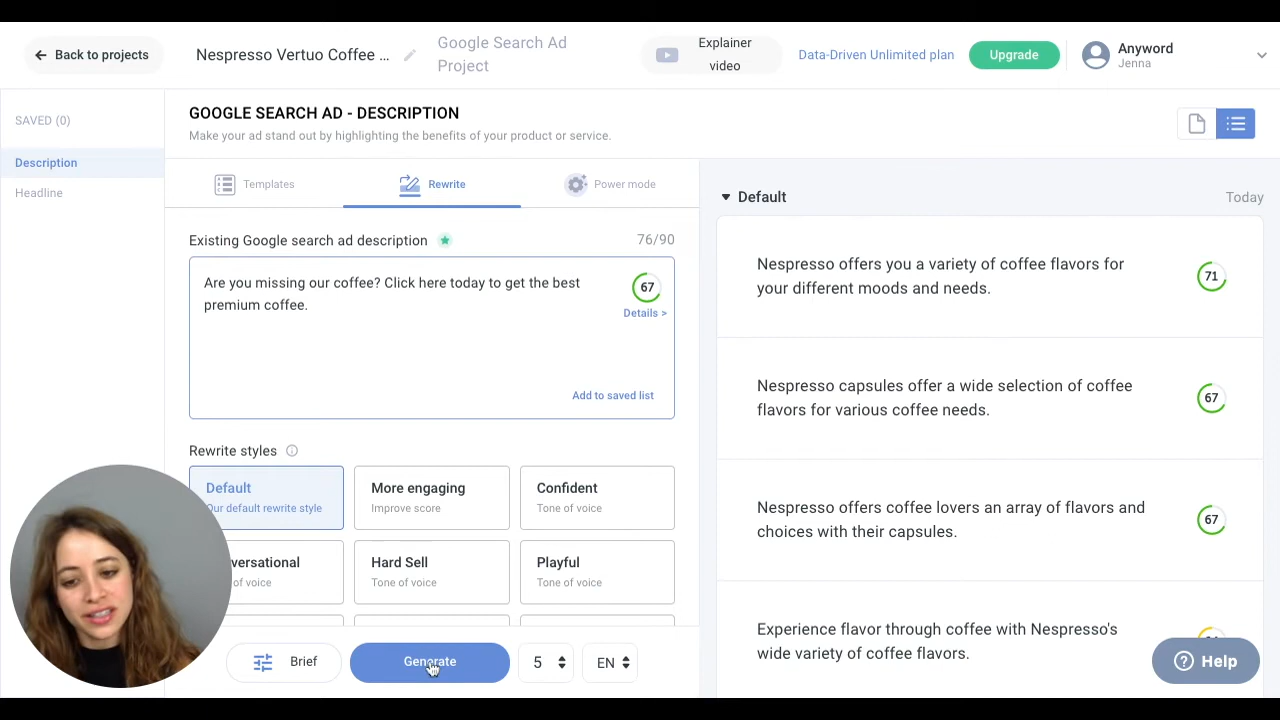 Back to projects
Nespresso Vertuo Coffee ...
Google Search Ad
Project
Explainer
video
Data-Driven Unlimited plan
Upgrade
Anyword
Jenna
SAVED (0)
Description
Headline
GOOGLE SEARCH AD - DESCRIPTION
Make your ad stand out by highlighting the benefits of your product or service.
Templates
Rewrite
Power mode
Existing Google search ad description
76/90
Are you missing our coffee? Click here today to get the best
premium coffee.
67
Details >
Add to saved list
Rewrite styles
Default
Our default rewrite style
More engaging
Improve score
Confident
Tone of voice
versational
of voice
Hard Sell
Tone of voice
Playful
Tone of voice
Brief
Generate
5
EN
Default
Today
Nespresso offers you a variety of coffee flavors for
your different moods and needs.
71
Nespresso capsules offer a wide selection of coffee
flavors for various coffee needs.
67
Nespresso offers coffee lovers an array of flavors and
choices with their capsules.
67
Experience flavor through coffee with Nespresso's
wide variety of coffee flavors.
Help